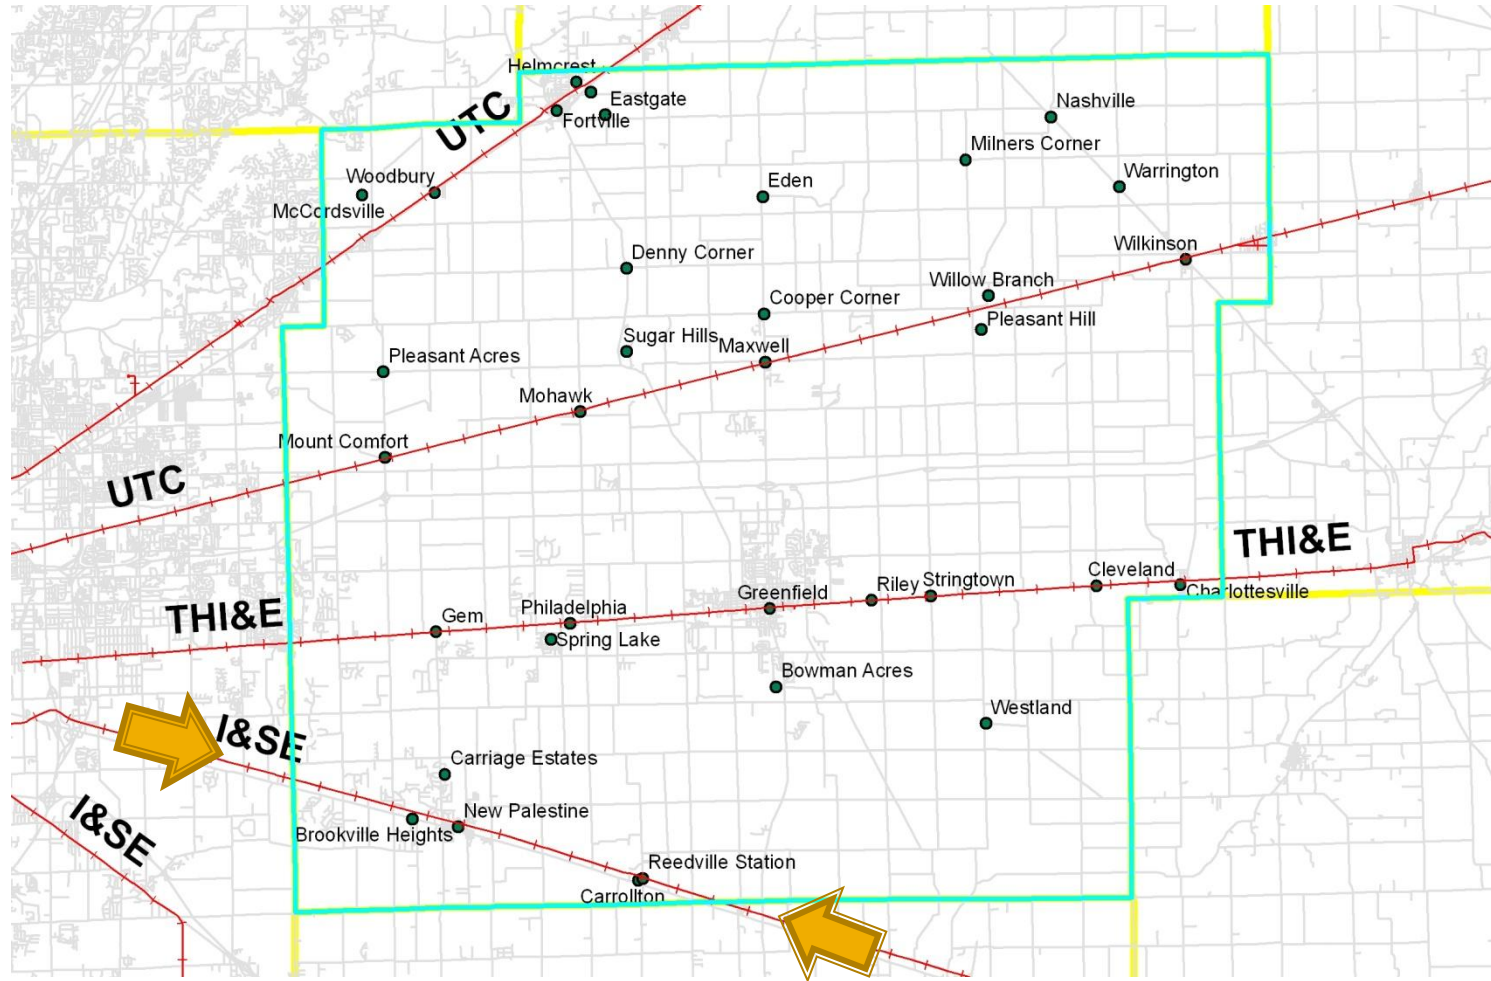 Helmcrest
Eastgate
Fortville
UTC
Nashville
Milners Corner
Warrington
Woodbury
McCordsville
Eden
Denny Corner
Wilkinson
Willow Branch
Cooper Corner
Pleasant Hill
Sugar Hills
Maxwell
Pleasant Acres
Mohawk
Mount Comfort
UTC
THI&E
Cleveland
Charlottesville
Riley
Stringtown
Greenfield
Philadelphia
Gem
THI&E
Spring Lake
Bowman Acres
Westland
I&SE
Carriage Estates
New Palestine
Brookville Heights
I&SE
Reedville Station
Carrollton